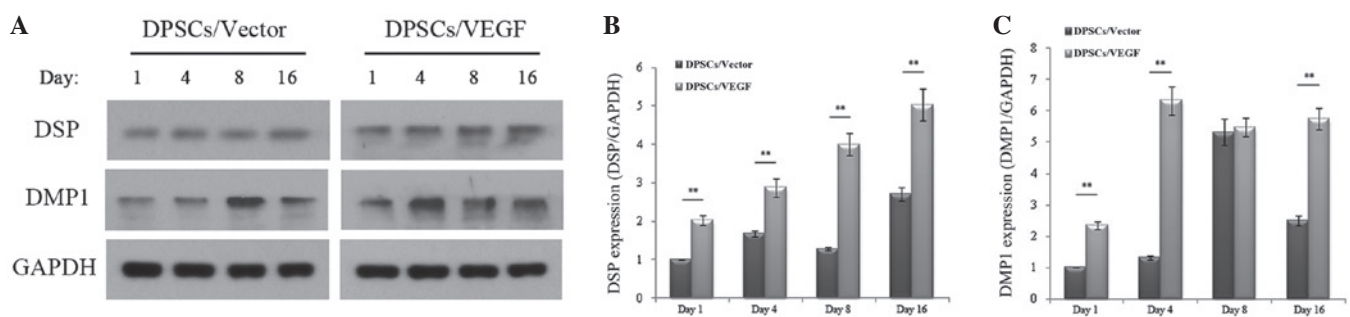 A
DPSCs/Vector DPSCs/VEGF
Day: 1 4 8 16 1 4 8 16
DSP
DMP1
GAPDH
B
DPSCs/Vector
DPSCs/VEGF
DSP expression (DSP/GAPDH)
6
5
4
3
2
1
0
**
**
**
**
Day 1 Day 4 Day 8 Day 16
C
DPSCs/Vector
DPSCs/VEGF
DMP1 expression (DMP1/GAPDH)
8
7
6
5
4
3
2
1
0
**
**
**
Day 1 Day 4 Day 8 Day 16